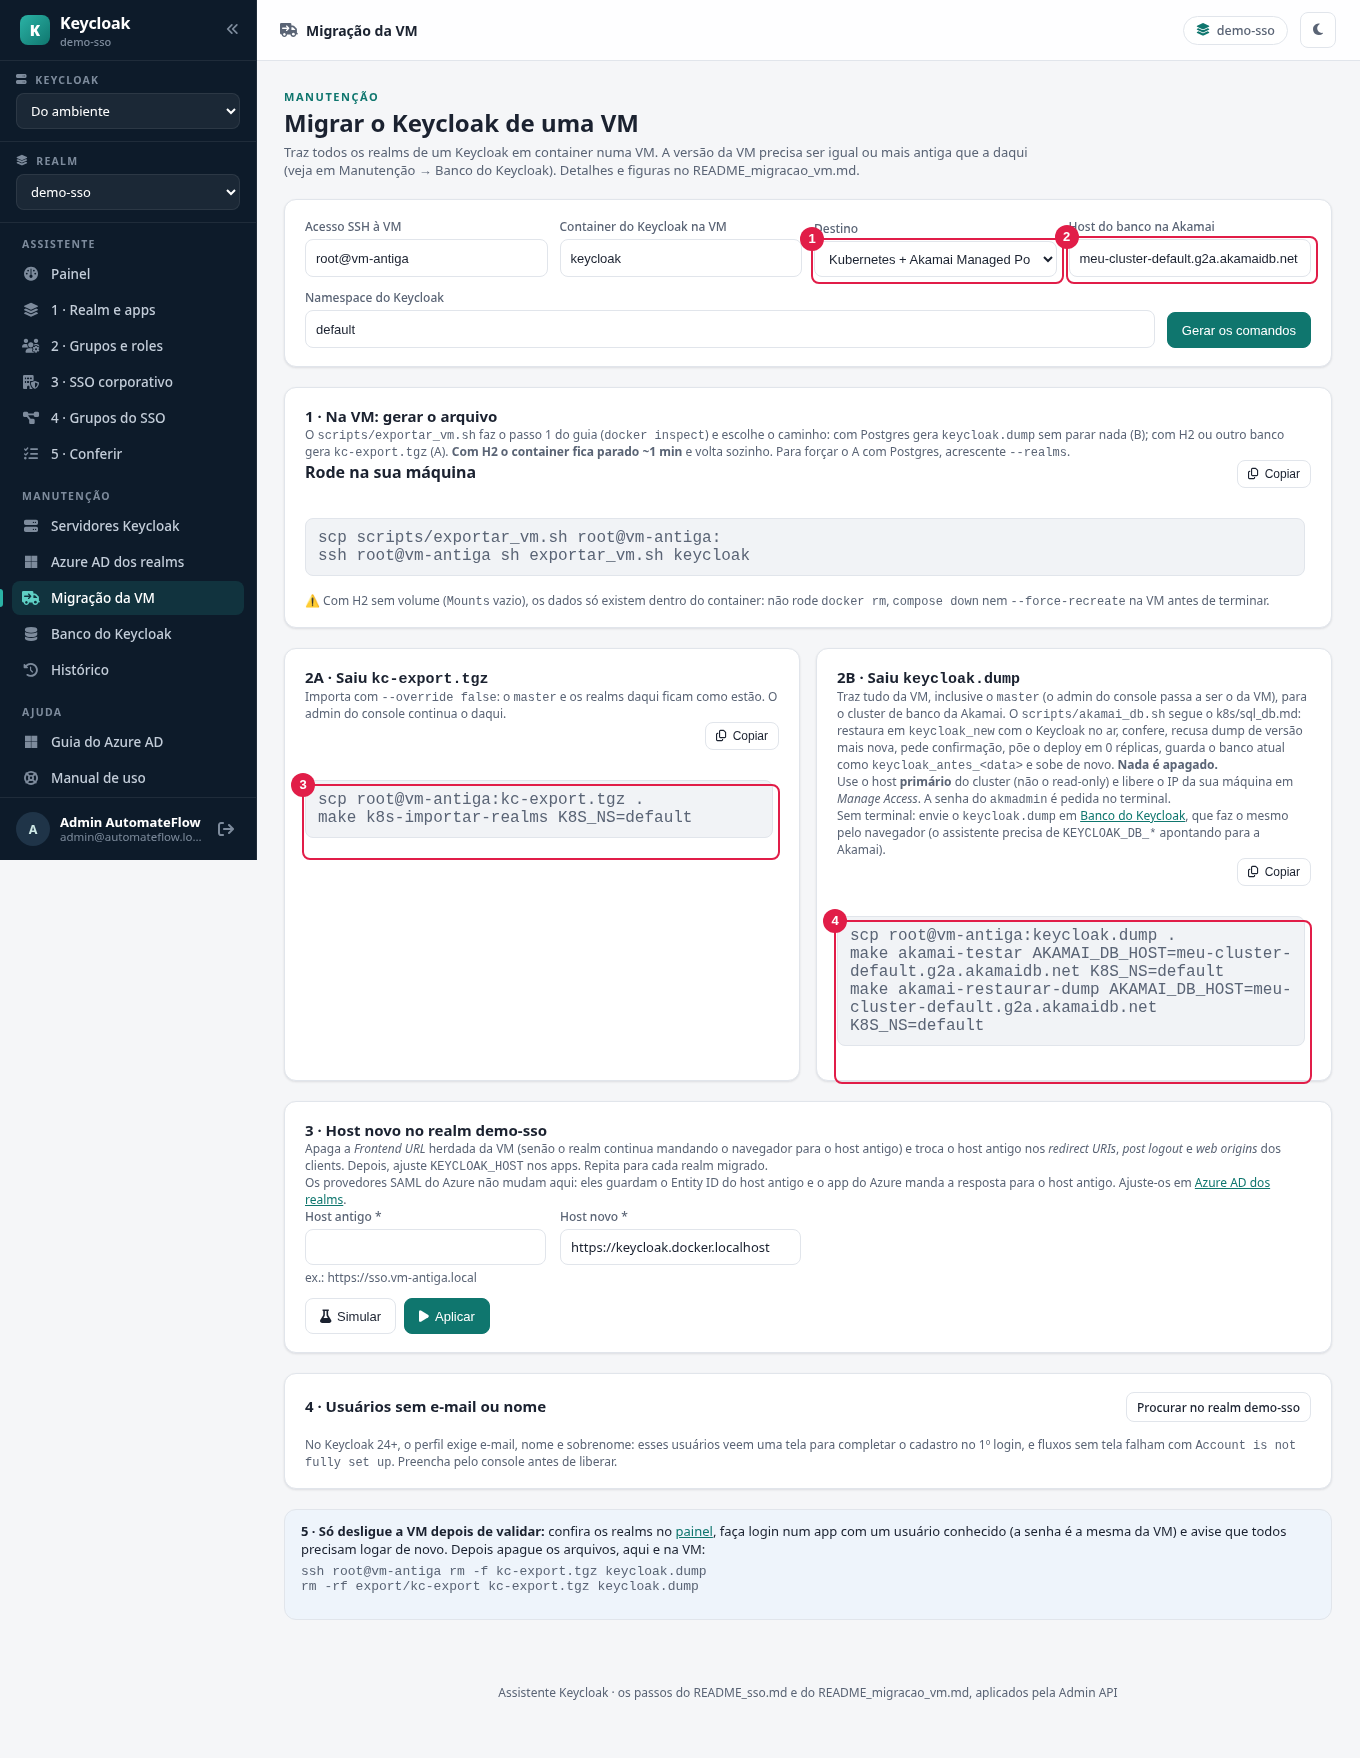 K
Keycloak
demo-sso
KEYCLOAK
Do ambiente
REALM
demo-sso
ASSISTENTE
Painel
1 · Realm e apps
2 · Grupos e roles
3 · SSO corporativo
4 · Grupos do SSO
5 · Conferir
MANUTENÇÃO
Servidores Keycloak
Azure AD dos realms
Migração da VM
Banco do Keycloak
Histórico
AJUDA
Guia do Azure AD
Manual de uso
A
Admin AutomateFlow
admin@automateflow.lo...
Migração da VM
demo-sso
MANUTENÇÃO
Migrar o Keycloak de uma VM
Traz todos os realms de um Keycloak em container numa VM. A versão da VM precisa ser igual ou mais antiga que a daqui
(veja em Manutenção → Banco do Keycloak). Detalhes e figuras no README_migracao_vm.md.
Acesso SSH à VM
root@vm-antiga
Container do Keycloak na VM
keycloak
1
Destino
Kubernetes + Akamai Managed Po
2
Host do banco na Akamai
meu-cluster-default.g2a.akamaidb.net
Namespace do Keycloak
default
Gerar os comandos
1 · Na VM: gerar o arquivo
O scripts/exportar_vm.sh faz o passo 1 do guia (docker inspect) e escolhe o caminho: com Postgres gera keycloak.dump sem parar nada (B); com H2 ou outro banco
gera kc-export.tgz (A). Com H2 o container fica parado ~1 min e volta sozinho. Para forçar o A com Postgres, acrescente --realms.
Rode na sua máquina
Copiar
scp scripts/exportar_vm.sh root@vm-antiga:
ssh root@vm-antiga sh exportar_vm.sh keycloak
⚠️ Com H2 sem volume (Mounts vazio), os dados só existem dentro do container: não rode docker rm, compose down nem --force-recreate na VM antes de terminar.
2A · Saiu kc-export.tgz
Importa com --override false: o master e os realms daqui ficam como estão. O
admin do console continua o daqui.
Copiar
3
scp root@vm-antiga:kc-export.tgz .
make k8s-importar-realms K8S_NS=default
2B · Saiu keycloak.dump
Traz tudo da VM, inclusive o master (o admin do console passa a ser o da VM), para
o cluster de banco da Akamai. O scripts/akamai_db.sh segue o k8s/sql_db.md:
restaura em keycloak_new com o Keycloak no ar, confere, recusa dump de versão
mais nova, pede confirmação, põe o deploy em 0 réplicas, guarda o banco atual
como keycloak_antes_<data> e sobe de novo. Nada é apagado.
Use o host primário do cluster (não o read-only) e libere o IP da sua máquina em
Manage Access. A senha do akmadmin é pedida no terminal.
Sem terminal: envie o keycloak.dump em Banco do Keycloak, que faz o mesmo
pelo navegador (o assistente precisa de KEYCLOAK_DB_* apontando para a
Akamai).
Copiar
4
scp root@vm-antiga:keycloak.dump .
make akamai-testar AKAMAI_DB_HOST=meu-cluster-
default.g2a.akamaidb.net K8S_NS=default
make akamai-restaurar-dump AKAMAI_DB_HOST=meu-
cluster-default.g2a.akamaidb.net
K8S_NS=default
3 · Host novo no realm demo-sso
Apaga a Frontend URL herdada da VM (senão o realm continua mandando o navegador para o host antigo) e troca o host antigo nos redirect URIs, post logout e web origins dos
clients. Depois, ajuste KEYCLOAK_HOST nos apps. Repita para cada realm migrado.
Os provedores SAML do Azure não mudam aqui: eles guardam o Entity ID do host antigo e o app do Azure manda a resposta para o host antigo. Ajuste-os em Azure AD dos
realms.
Host antigo *
Host novo *
https://keycloak.docker.localhost
ex.: https://sso.vm-antiga.local
Simular
Aplicar
4 · Usuários sem e-mail ou nome
Procurar no realm demo-sso
No Keycloak 24+, o perfil exige e-mail, nome e sobrenome: esses usuários veem uma tela para completar o cadastro no 1º login, e fluxos sem tela falham com Account is not
fully set up. Preencha pelo console antes de liberar.
5 · Só desligue a VM depois de validar: confira os realms no painel, faça login num app com um usuário conhecido (a senha é a mesma da VM) e avise que todos
precisam logar de novo. Depois apague os arquivos, aqui e na VM:
ssh root@vm-antiga rm -f kc-export.tgz keycloak.dump
rm -rf export/kc-export kc-export.tgz keycloak.dump
Assistente Keycloak · os passos do README_sso.md e do README_migracao_vm.md, aplicados pela Admin API